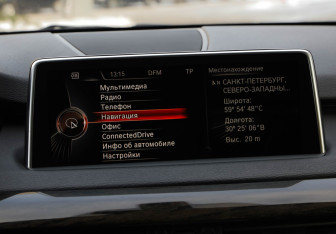 13:15 DFM TP Местонахождение
Мультимедиа
Радио
Телефон
Навигация
Офис
ConnectedDrive
Инфо об автомобиле
Настройки
САНКТ-ПЕТЕРБУРГ,
СЕВЕРО-ЗАПАДНЫ...
Широта:
59° 54' 48"С
Долгота:
30° 25' 06"В
Выс. 20 m